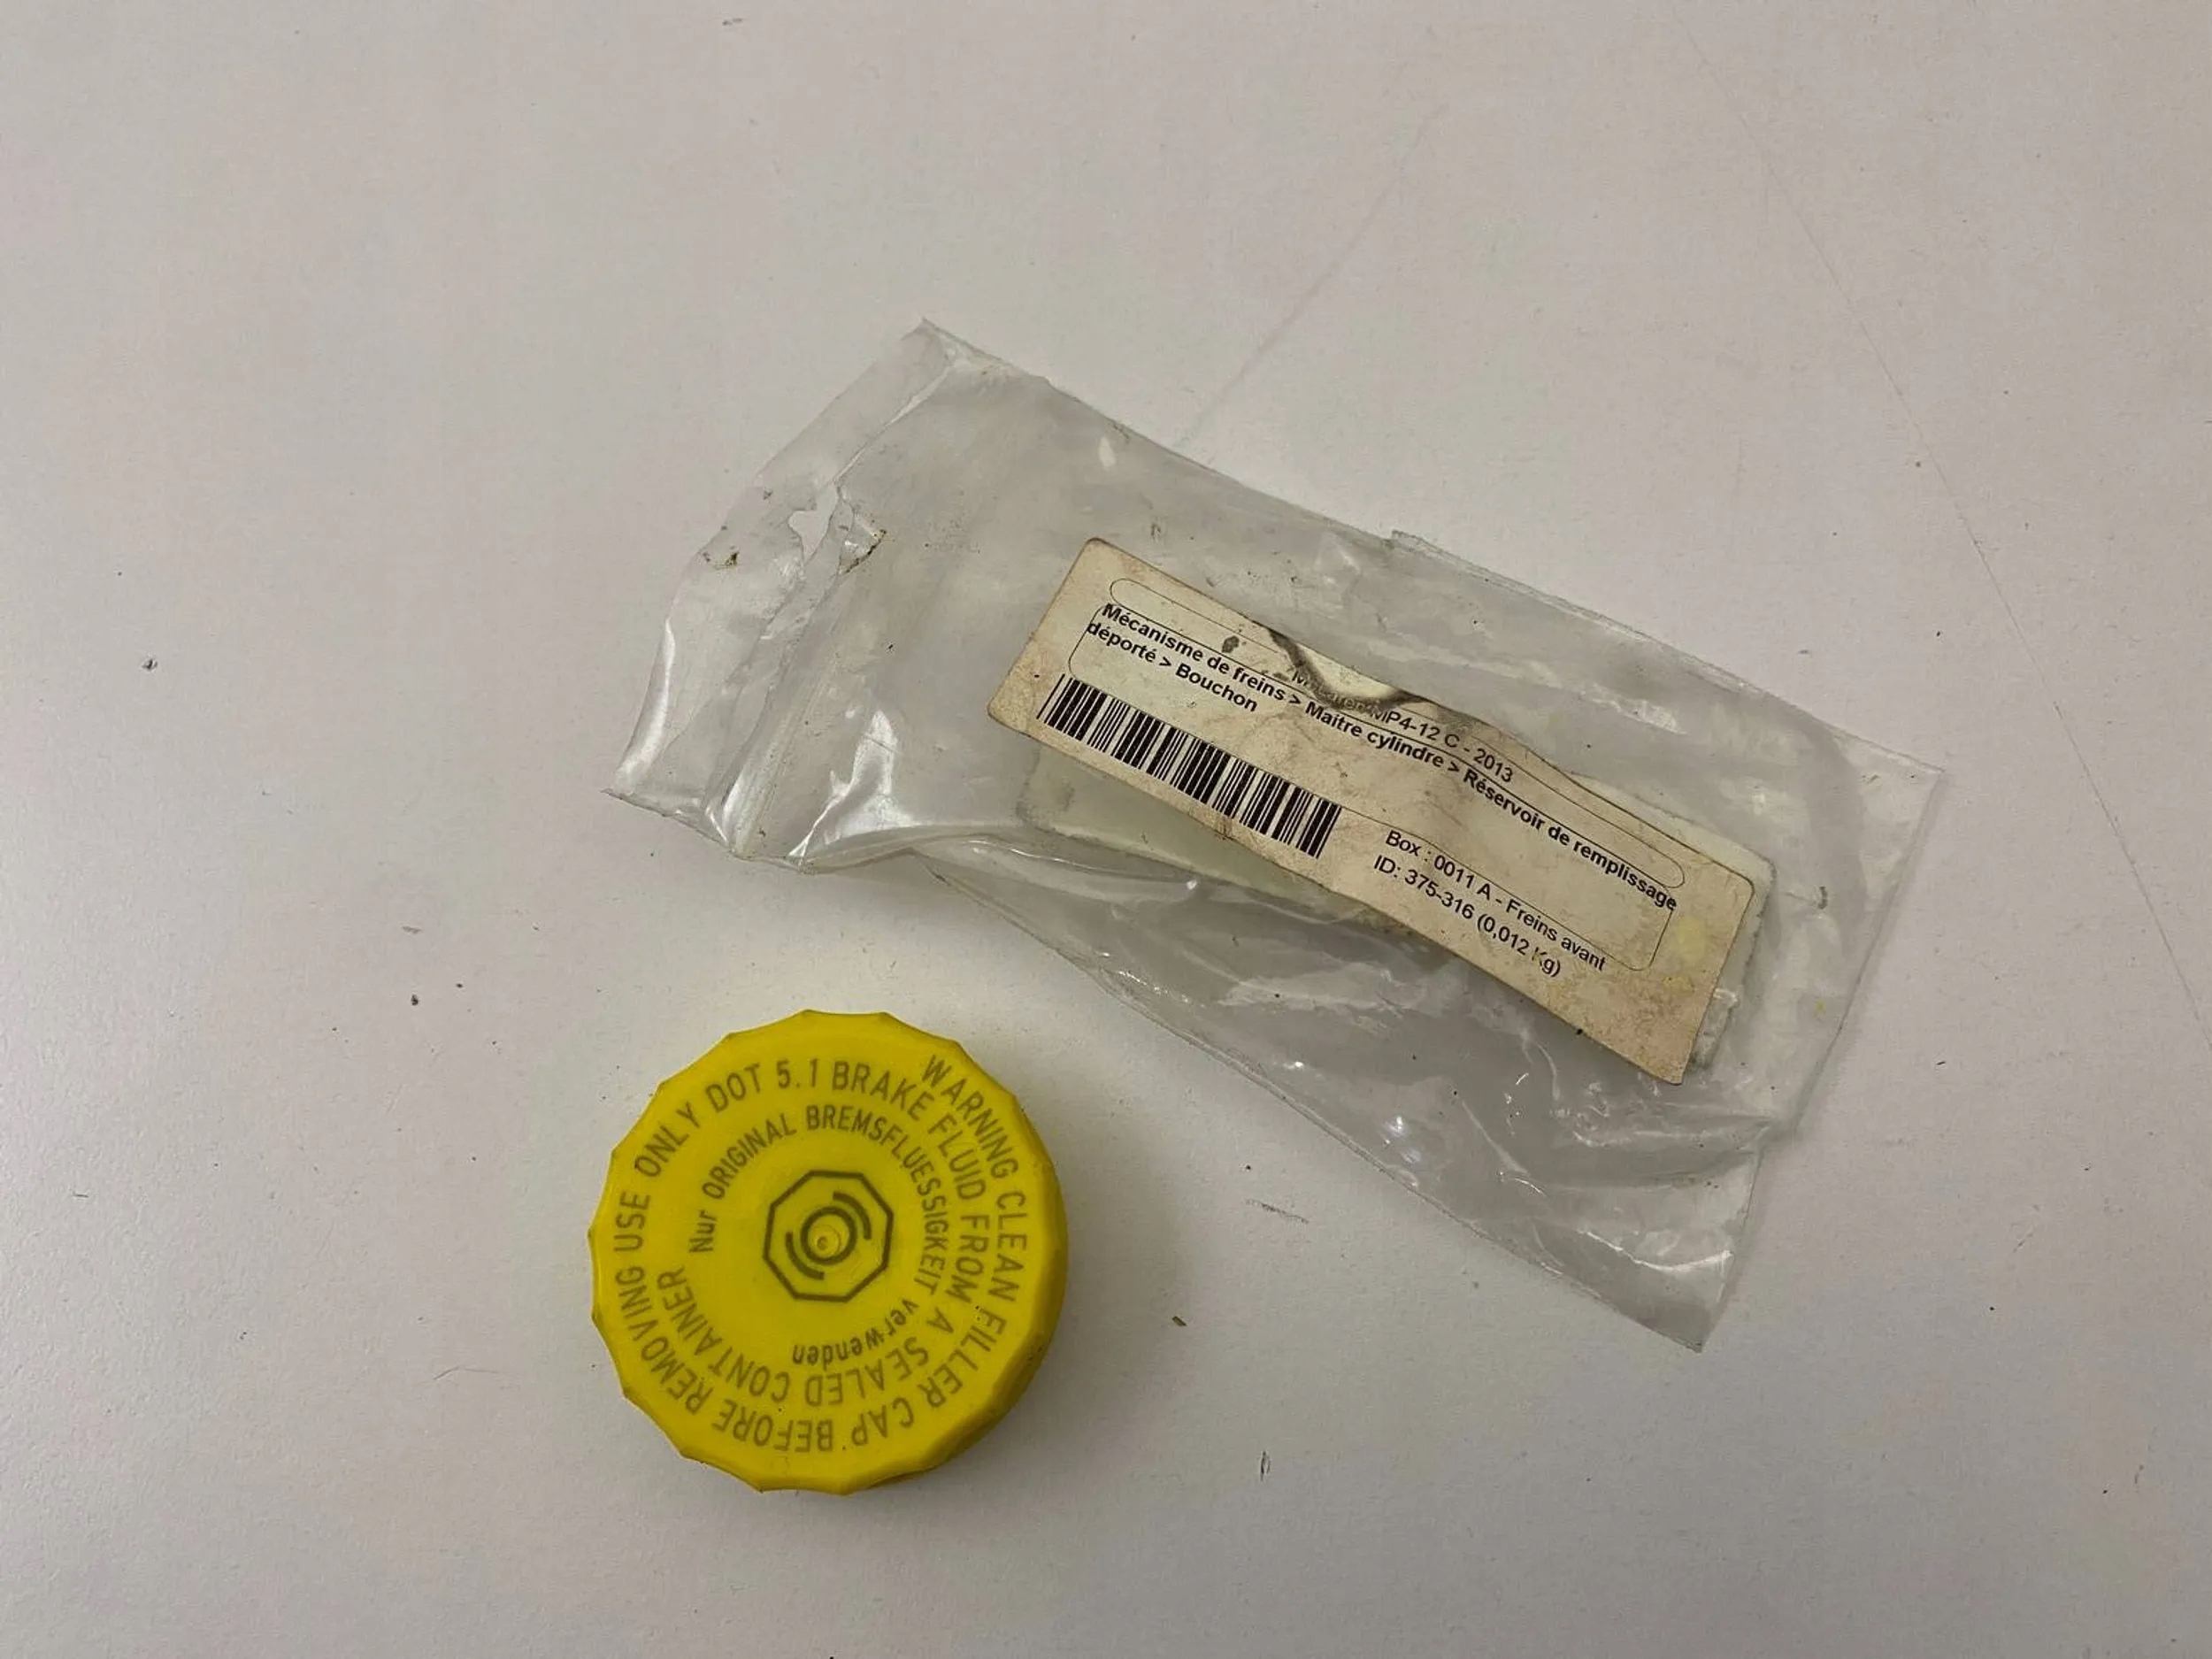 McLaren MP4-12 C - 2013
Mécanisme de freins > Maitre cylindre > Réservoir de remplissage
déporté > Bouchon
Box : 0011 A - Freins avant
ID: 375-316 (0,012 Kg)
WARNING CLEAN FILLER CAP BEFORE REMOVING USE ONLY DOT 5.1 BRAKE FLUID FROM A SEALED CONTAINER
Nur ORIGINAL BREMSFLUESSIGKEIT verwenden